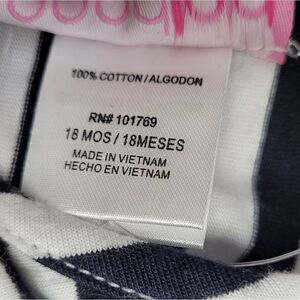 100% COTTON/ALGODON
RN# 101769
18 MOS / 18MESES
MADE IN VIETNAM
HECHO EN VIETNAM